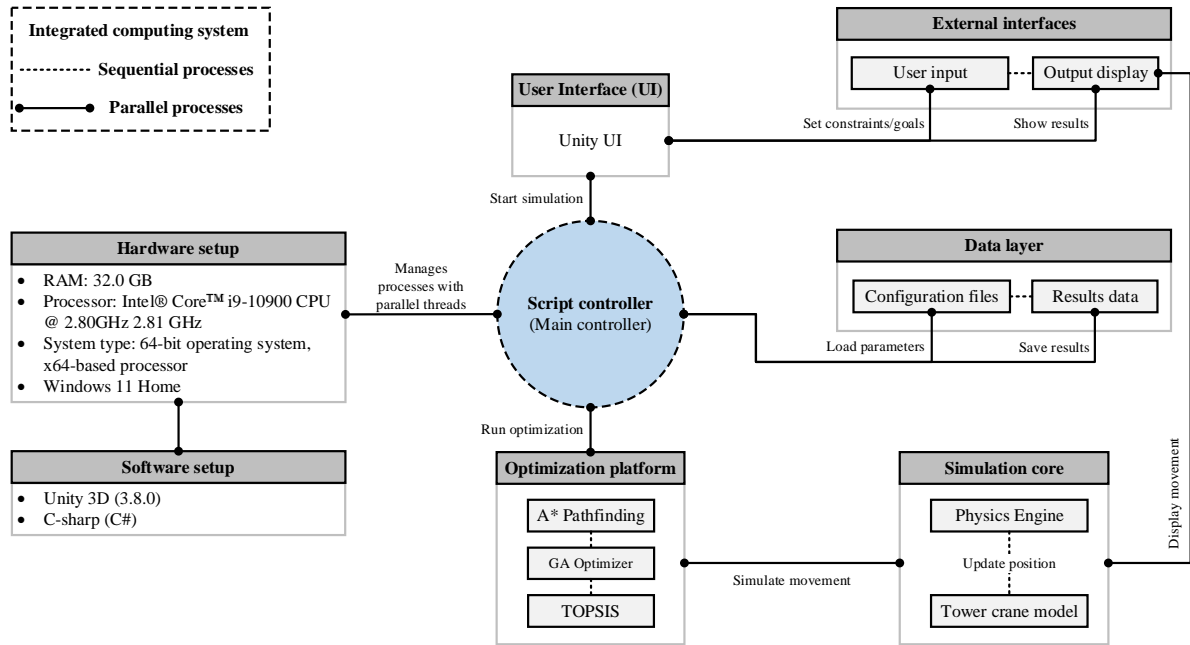 Integrated computing system
Sequential processes
Parallel processes
External interfaces
User input
Output display
Set constraints/goals
Show results
User Interface (UI)
Unity UI
Start simulation
Hardware setup
• RAM: 32.0 GB
• Processor: Intel® Core™ i9-10900 CPU
@ 2.80GHz 2.81 GHz
• System type: 64-bit operating system,
x64-based processor
• Windows 11 Home
Manages
processes with
parallel threads
Script controller
(Main controller)
Data layer
Configuration files
Results data
Load parameters
Save results
Run optimization
Software setup
• Unity 3D (3.8.0)
• C-sharp (C#)
Optimization platform
A* Pathfinding
GA Optimizer
TOPSIS
Simulate movement
Simulation core
Physics Engine
Update position
Tower crane model
Display movement